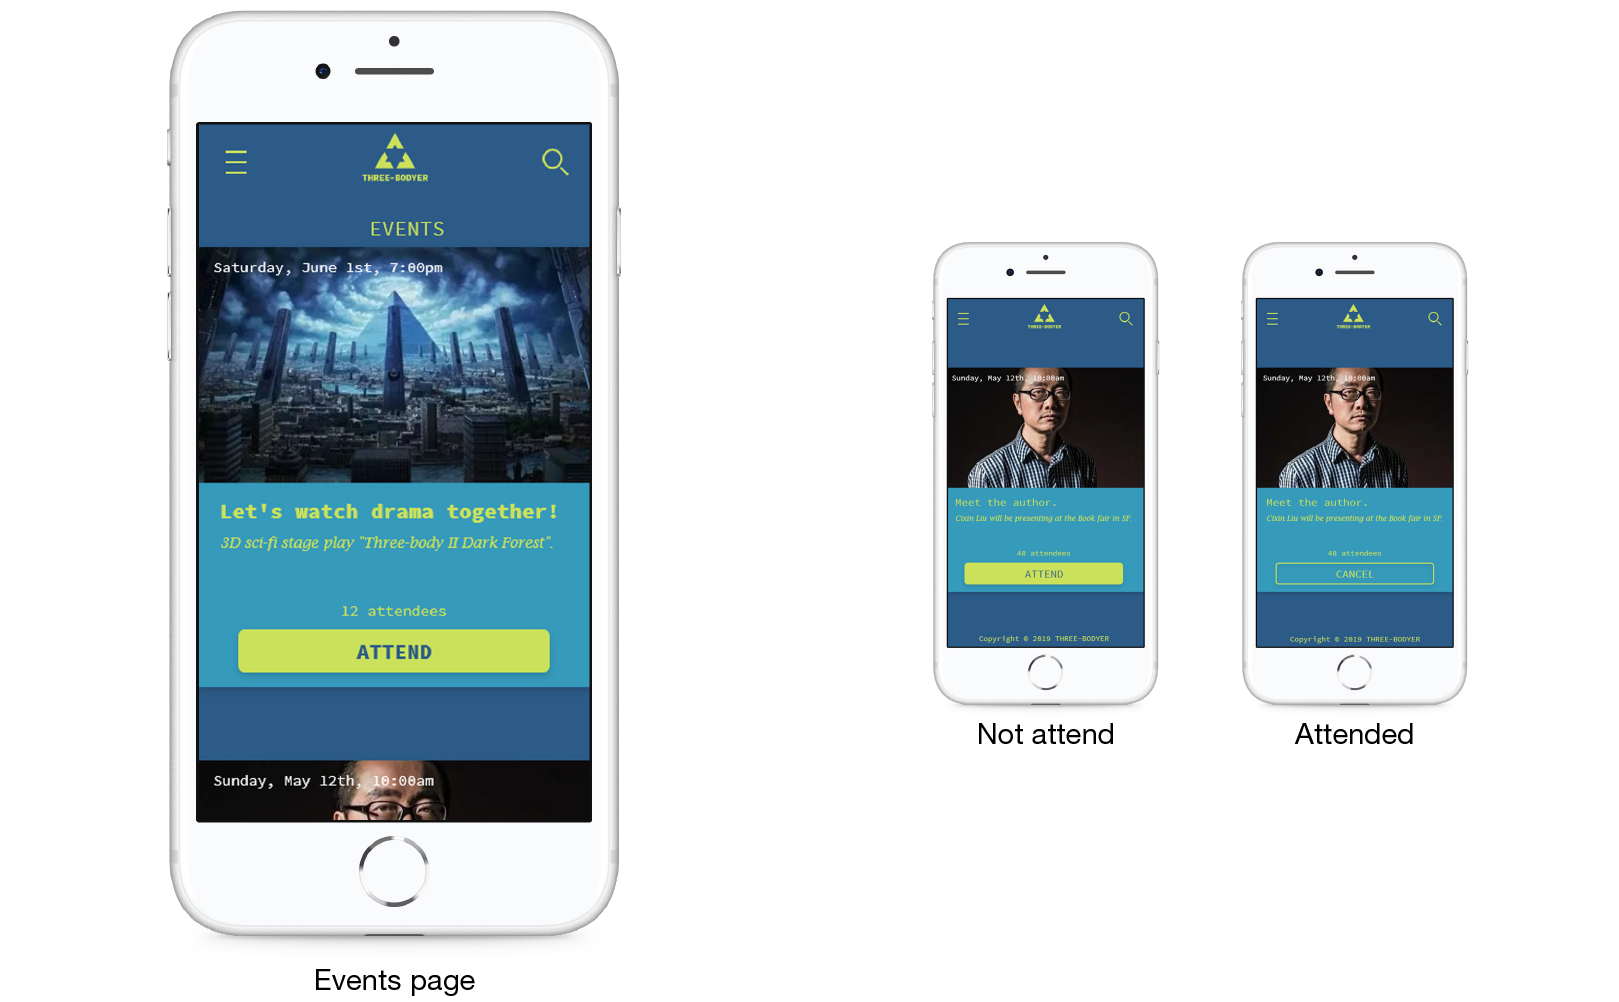 THREE-BODYER
EVENTS
Saturday, June 1st, 7:00pm
Let's watch drama together!
3D sci-fi stage play "Three-body II Dark Forest".
12 attendees
ATTEND
Sunday, May 12th, 10:00am
Events page
THREE-BODYER
Sunday, May 12th, 10:00am
Meet the author.
Cixin Liu will be presenting at the Book fair in SF.
48 attendees
ATTEND
Copyright © 2019 THREE-BODYER
Not attend
THREE-BODYER
Sunday, May 12th, 10:00am
Meet the author.
Cixin Liu will be presenting at the Book fair in SF.
48 attendees
CANCEL
Copyright © 2019 THREE-BODYER
Attended